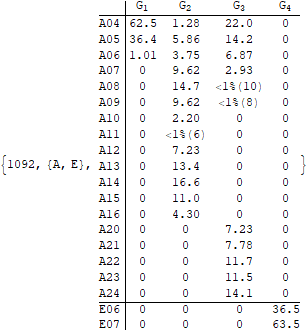 G1 G2 G3 G4
A04 62.5 1.28 22.0 0
A05 36.4 5.86 14.2 0
A06 1.01 3.75 6.87 0
A07 0 9.62 2.93 0
A08 0 14.7 <1%(10) 0
A09 0 9.62 <1%(8) 0
A10 0 2.20 0 0
A11 0 <1%(6) 0 0
A12 0 7.23 0 0
{1092, {A, E}, A13 0 13.4 0 0 }
A14 0 16.6 0 0
A15 0 11.0 0 0
A16 0 4.30 0 0
A20 0 0 7.23 0
A21 0 0 7.78 0
A22 0 0 11.7 0
A23 0 0 11.5 0
A24 0 0 14.1 0
E06 0 0 0 36.5
E07 0 0 0 63.5